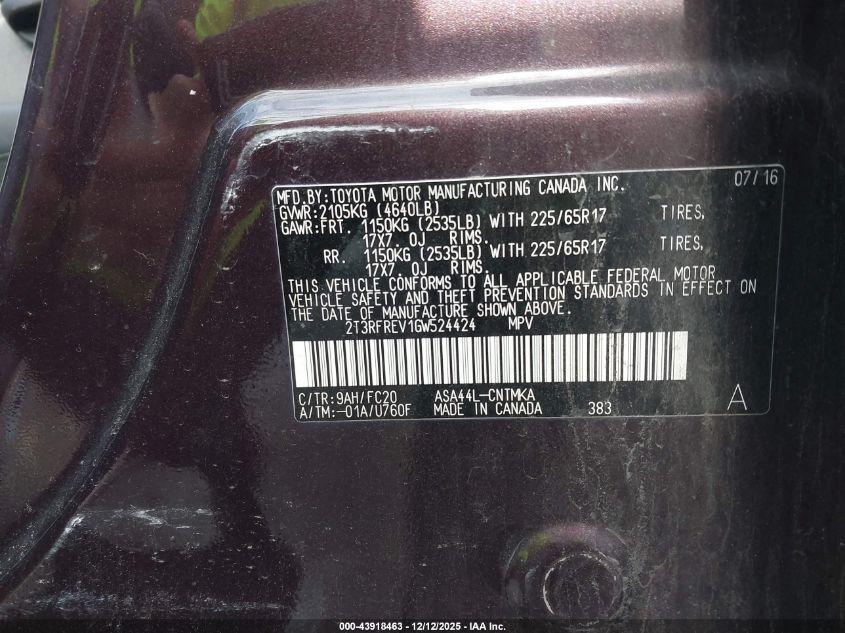 MFD.BY:TOYOTA MOTOR MANUFACTURING CANADA INC. 07/16
GVWR:2105KG (4640LB)
GAWR:FRT. 1150KG (2535LB) WITH 225/65R17 TIRES,
17X7. 0J RIMS.
RR. 1150KG (2535LB) WITH 225/65R17 TIRES,
17X7. 0J RIMS.
THIS VEHICLE CONFORMS TO ALL APPLICABLE FEDERAL MOTOR
VEHICLE SAFETY AND THEFT PREVENTION STANDARDS IN EFFECT ON
THE DATE OF MANUFACTURE SHOWN ABOVE.
2T3RFREV1GW524424 MPV
C/TR:9AH/FC20 ASA44L-CNTMKA
A/TM:-01A/U760F MADE IN CANADA 383 A
000-43918463 - 12/12/2025 - IAA Inc.